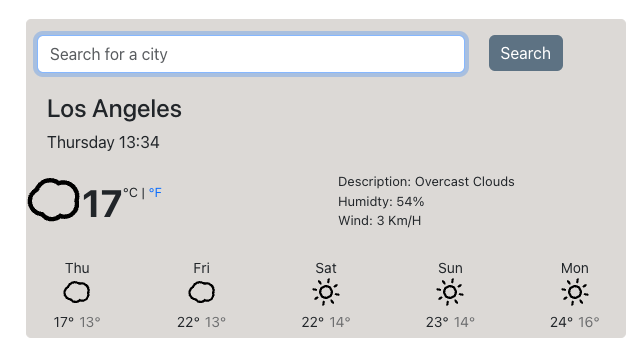 Search for a city
Search
Los Angeles
Thursday 13:34
17 °C | °F
Description: Overcast Clouds
Humidty: 54%
Wind: 3 Km/H
Thu Fri Sat Sun Mon
17° 13° 22° 13° 22° 14° 23° 14° 24° 16°